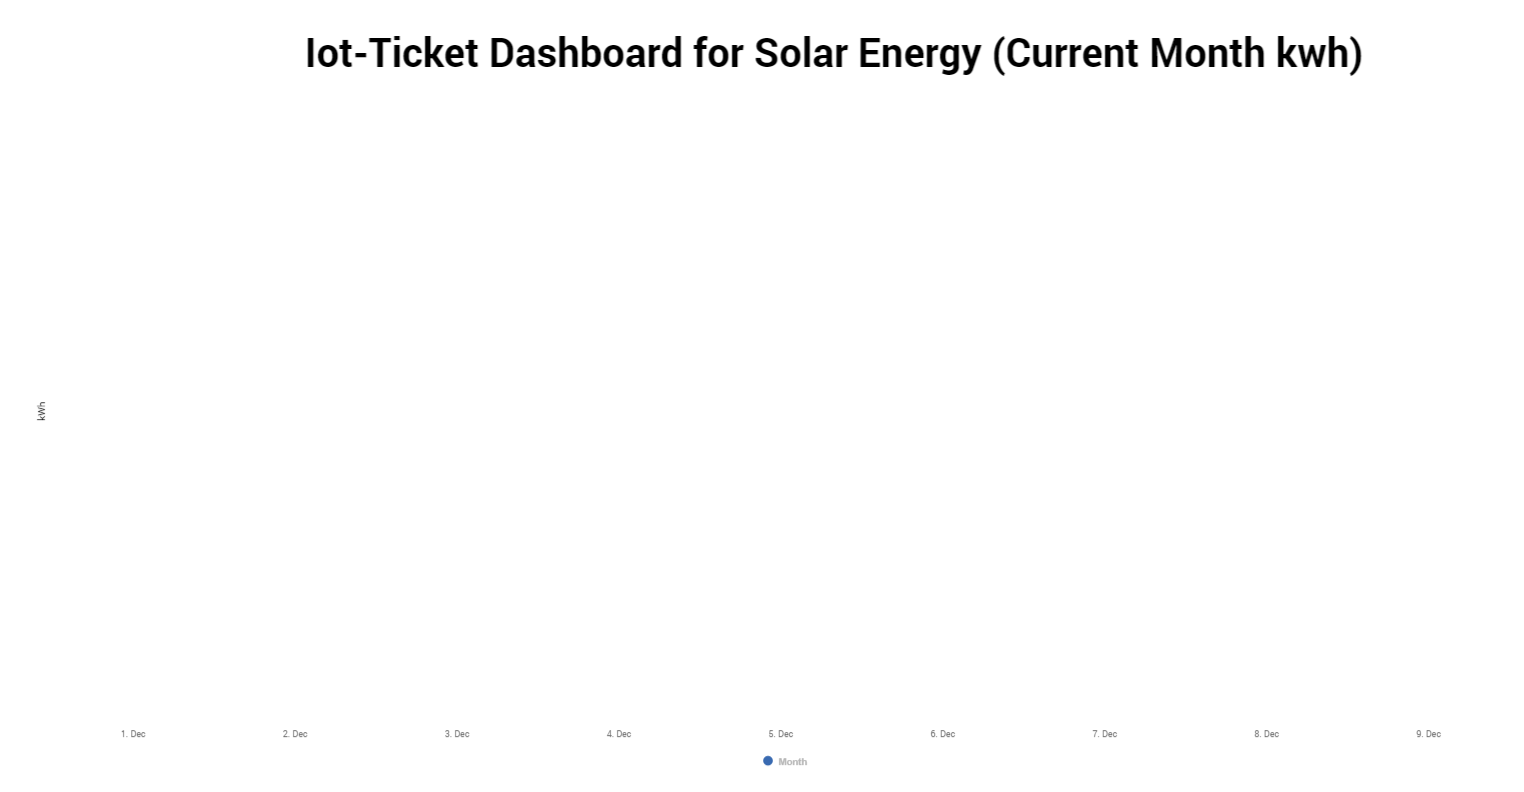 Iot-Ticket Dashboard for Solar Energy (Current Month kwh)
kWh
1. Dec 2. Dec 3. Dec 4. Dec 5. Dec 6. Dec 7. Dec 8. Dec 9. Dec
Month